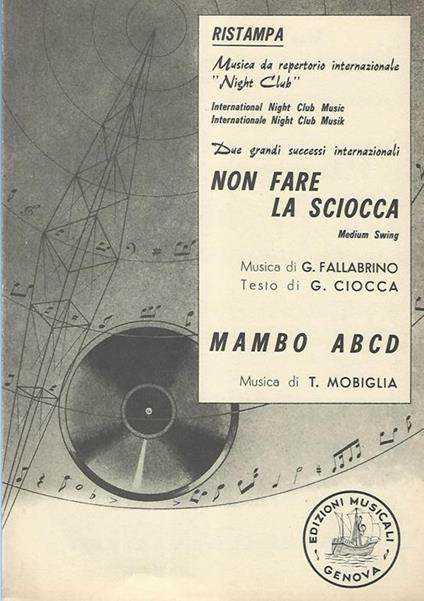 RISTAMPA
Musica da repertorio internazionale
"Night Club"
International Night Club Music
Internationale Night Club Musik
Due grandi successi internazionali
NON FARE
LA SCIOCCA
Medium Swing
Musica di G. FALLABRINO
Testo di G. CIOCCA
MAMBO ABCD
Musica di T. MOBIGLIA
EDIZIONI MUSICALI
GENOVA